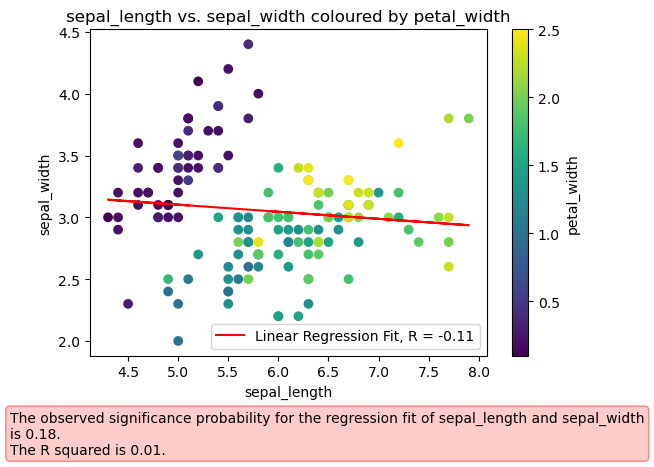 sepal_length vs. sepal_width coloured by petal_width
4.5
4.0
3.5
3.0
2.5
2.0
sepal_width
4.5 5.0 5.5 6.0 6.5 7.0 7.5 8.0
sepal_length
Linear Regression Fit, R = -0.11
2.5
2.0
1.5
1.0
0.5
petal_width
The observed significance probability for the regression fit of sepal_length and sepal_width
is 0.18.
The R squared is 0.01.